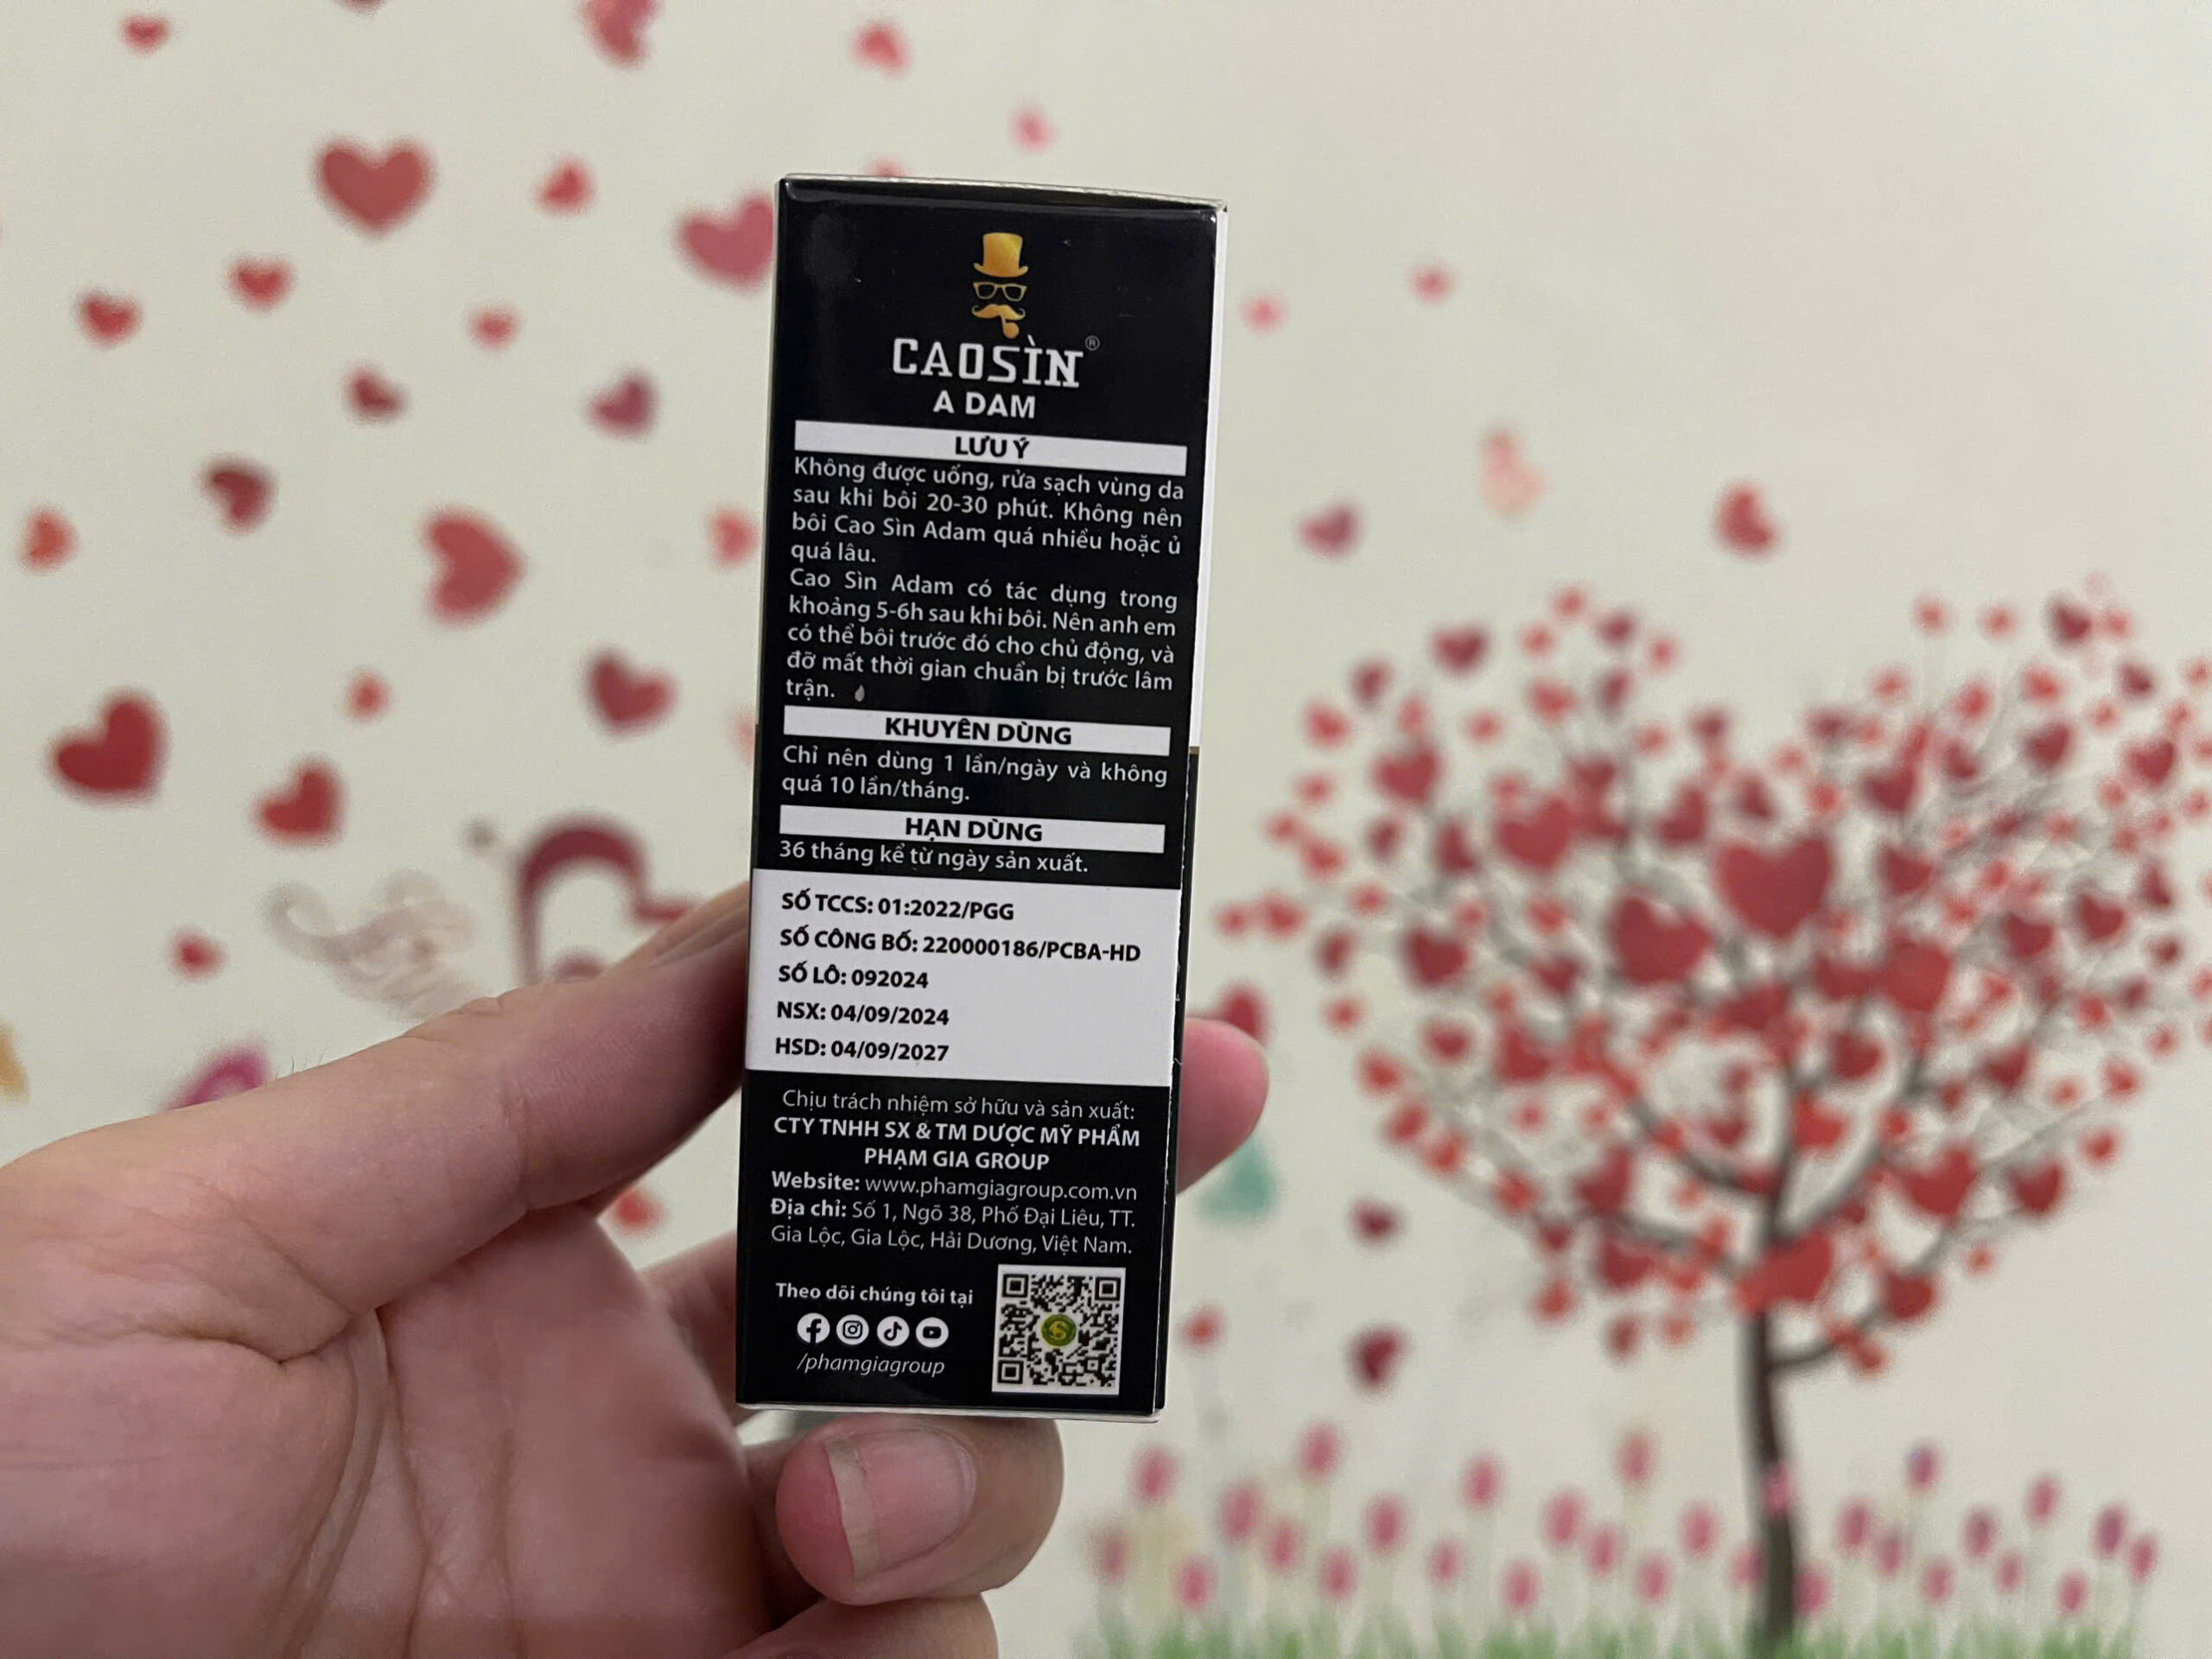 CAOSÌN®
A DAM
LƯU Ý
Không được uống, rửa sạch vùng da
sau khi bôi 20-30 phút. Không nên
bôi Cao Sìn Adam quá nhiều hoặc ủ
quá lâu.
Cao Sìn Adam có tác dụng trong
khoảng 5-6h sau khi bôi. Nên anh em
có thể bôi trước đó cho chủ động, và
đỡ mất thời gian chuẩn bị trước lâm
trận.
KHUYÊN DÙNG
Chỉ nên dùng 1 lần/ngày và không
quá 10 lần/tháng.
HẠN DÙNG
36 tháng kể từ ngày sản xuất.
SỐ TCCS: 01:2022/PGG
SỐ CÔNG BỐ: 220000186/PCBA-HD
SỐ LÔ: 092024
NSX: 04/09/2024
HSD: 04/09/2027
Chịu trách nhiệm sở hữu và sản xuất:
CTY TNHH SX & TM DƯỢC MỸ PHẨM
PHẠM GIA GROUP
Website: www.phamgiagroup.com.vn
Địa chỉ: Số 1, Ngõ 38, Phố Đại Liêu, TT.
Gia Lộc, Gia Lộc, Hải Dương, Việt Nam.
Theo dõi chúng tôi tại
/phamgiagroup